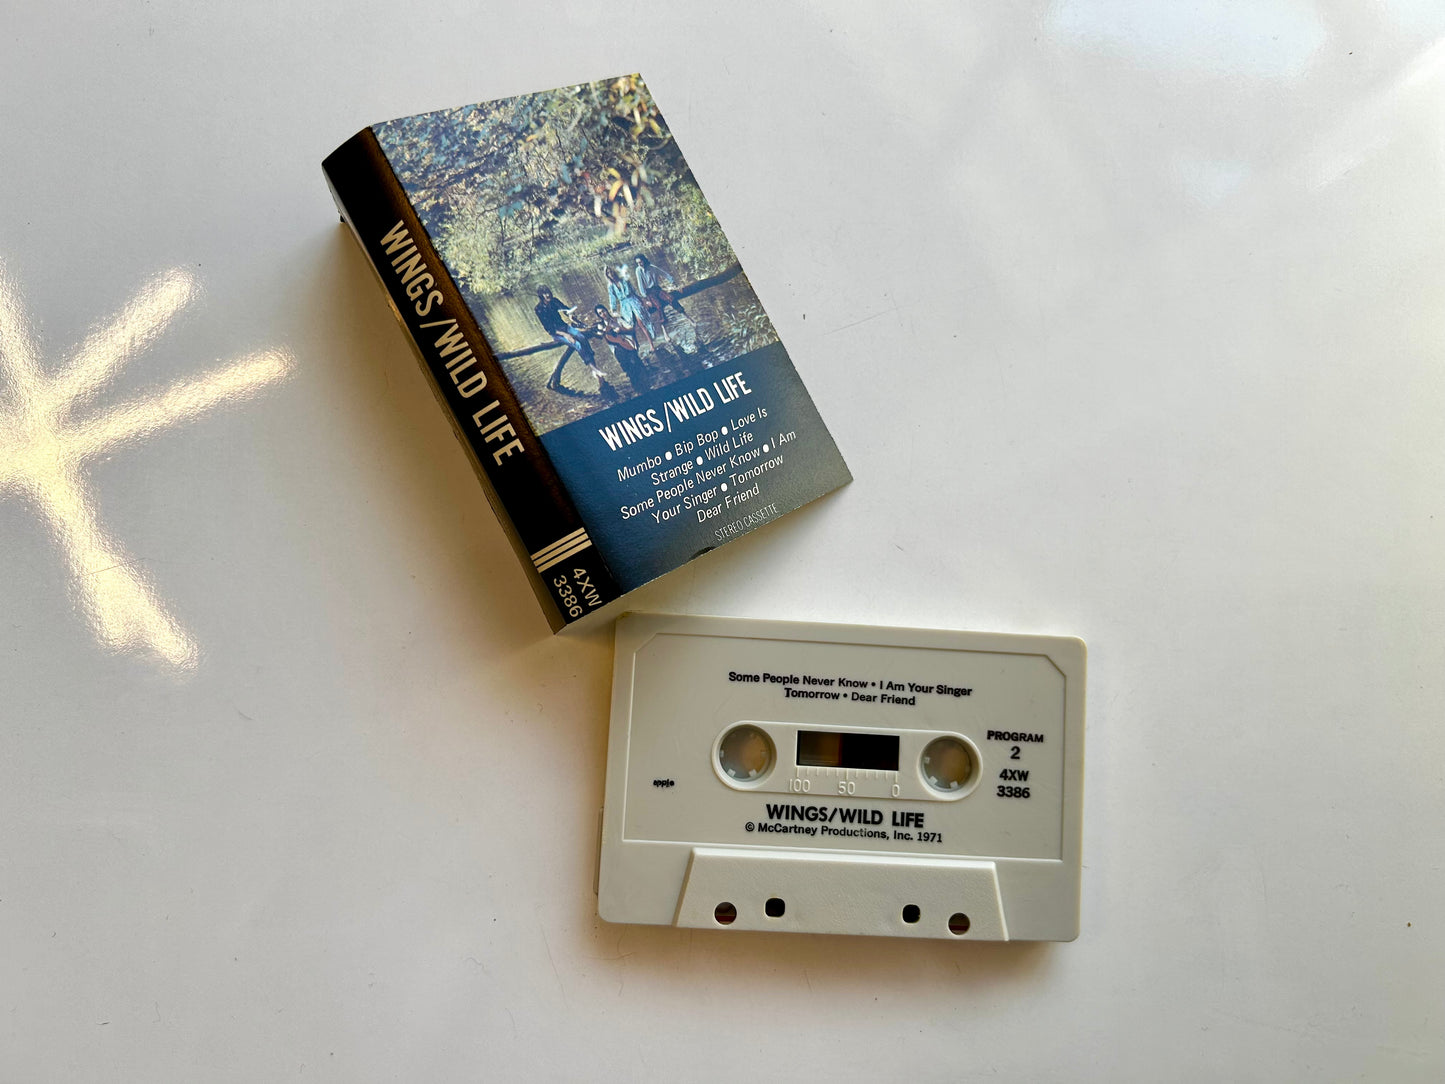 WINGS/WILD LIFE
4XW
3386
WINGS/WILD LIFE
Mumbo • Bip Bop • Love Is
Strange • Wild Life
Some People Never Know • I Am
Your Singer • Tomorrow
Dear Friend
STEREO CASSETTE
Some People Never Know • I Am Your Singer
Tomorrow • Dear Friend
PROGRAM
2
4XW
3386
apple
100 50 0
WINGS/WILD LIFE
© McCartney Productions, Inc. 1971